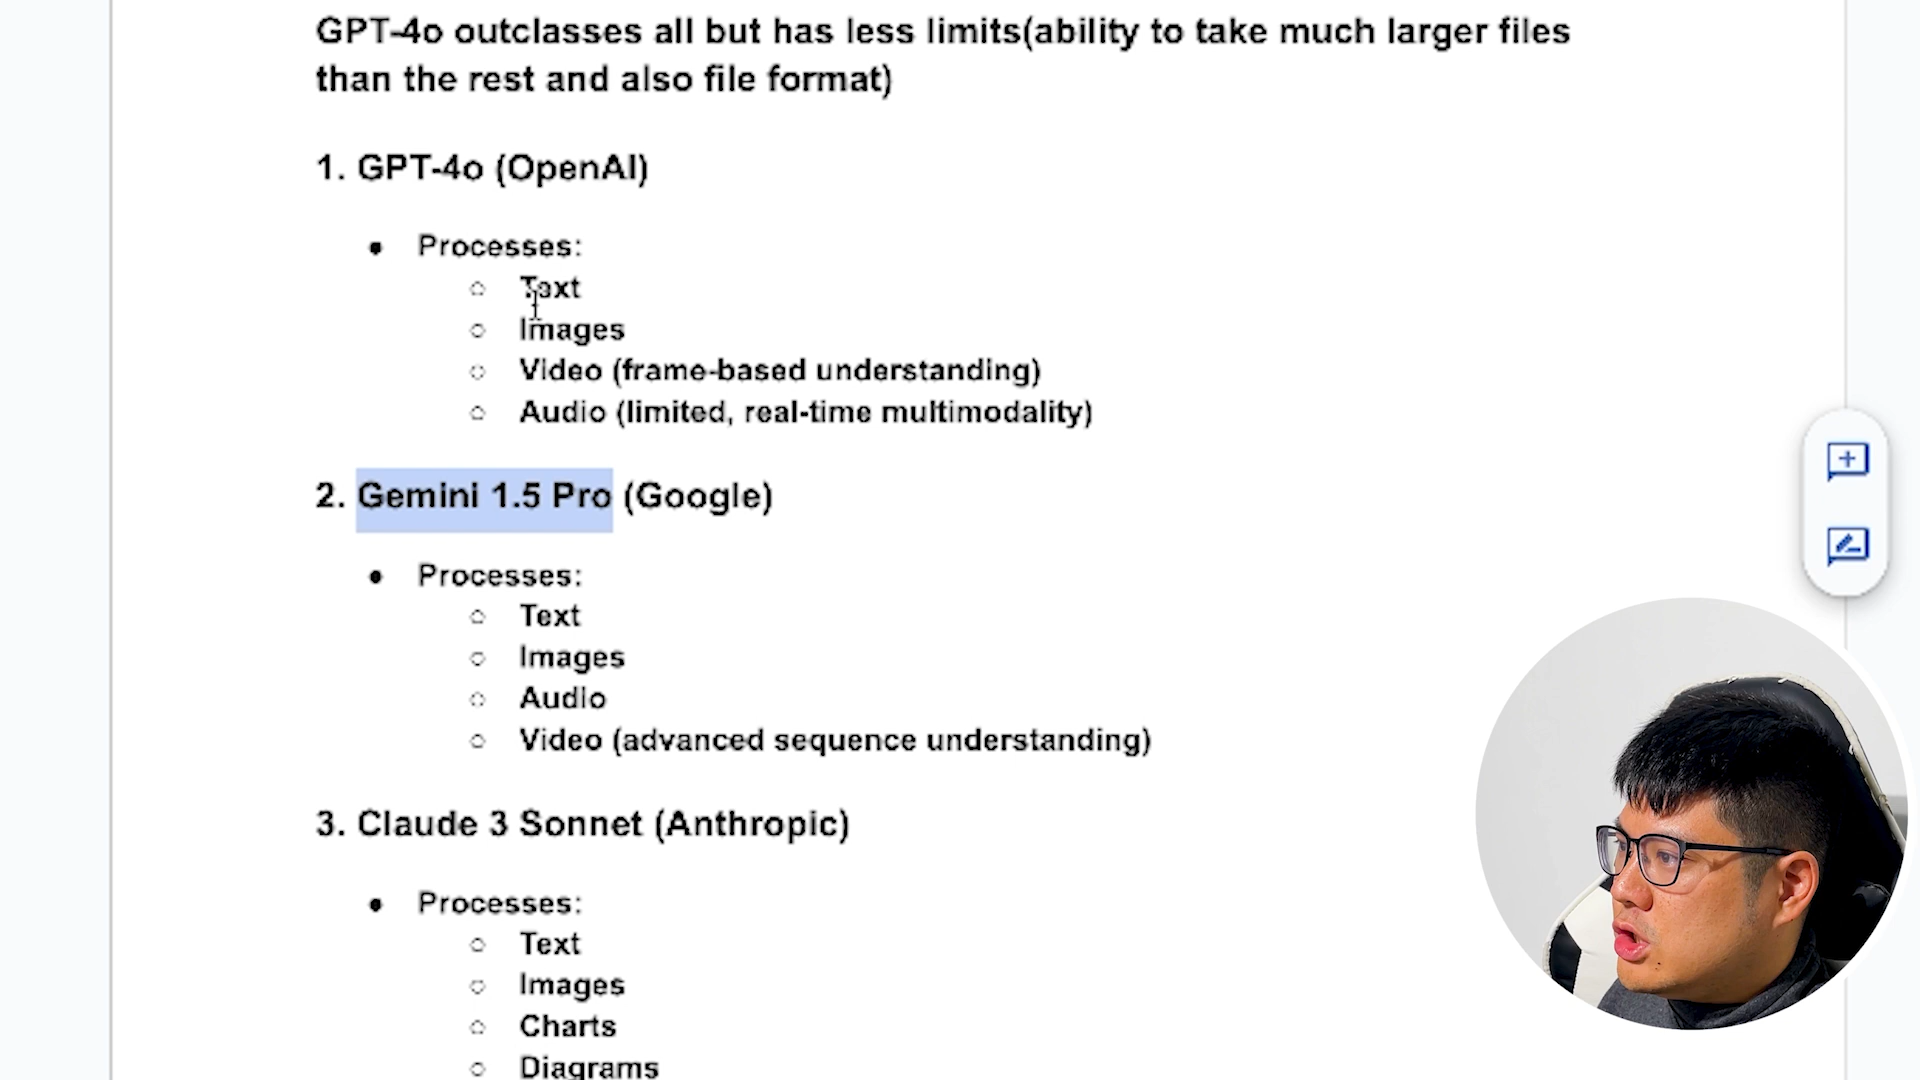 GPT-4o outclasses all but has less limits(ability to take much larger files
than the rest and also file format)
1. GPT-4o (OpenAI)
Processes:
Text
Images
Video (frame-based understanding)
Audio (limited, real-time multimodality)
2. Gemini 1.5 Pro (Google)
Processes:
Text
Images
Audio
Video (advanced sequence understanding)
3. Claude 3 Sonnet (Anthropic)
Processes:
Text
Images
Charts
Diagrams